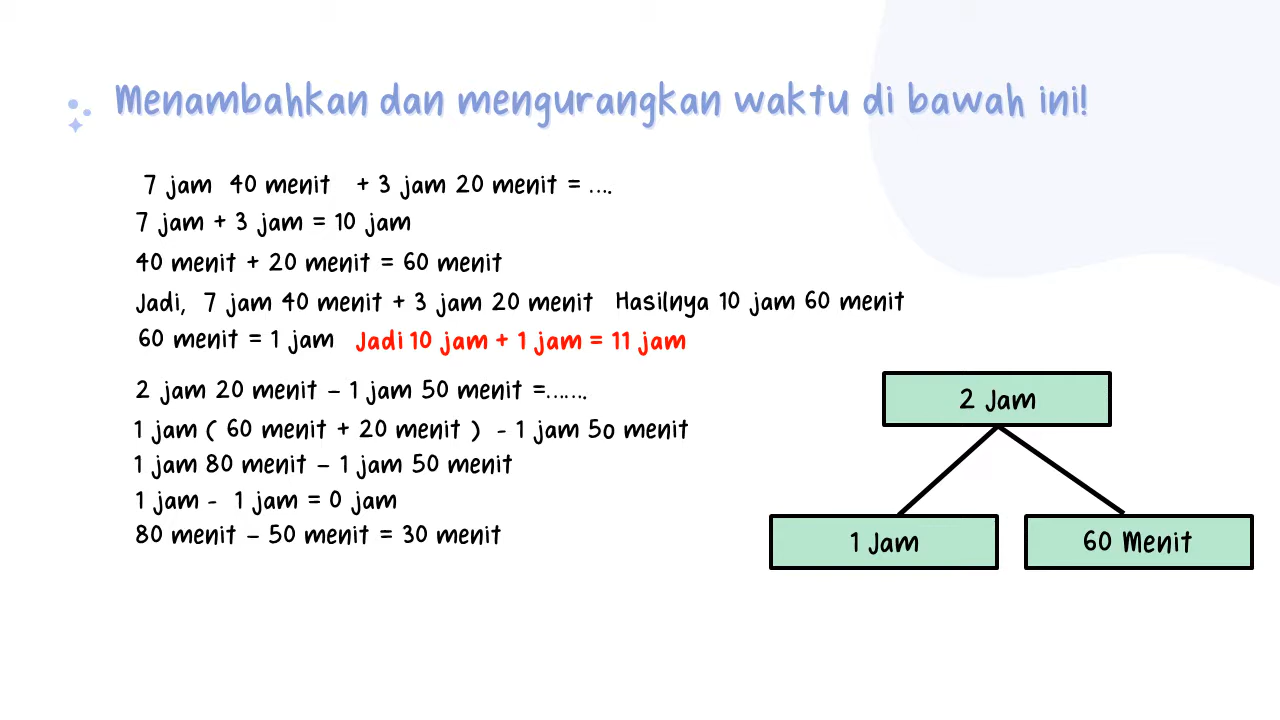 Menambahkan dan mengurangkan waktu di bawah ini!
7 jam 40 menit + 3 jam 20 menit = ....
7 jam + 3 jam = 10 jam
40 menit + 20 menit = 60 menit
Jadi, 7 jam 40 menit + 3 jam 20 menit Hasilnya 10 jam 60 menit
60 menit = 1 jam Jadi 10 jam + 1 jam = 11 jam
2 jam 20 menit – 1 jam 50 menit =.......
1 jam ( 60 menit + 20 menit ) - 1 jam 5o menit
1 jam 80 menit – 1 jam 50 menit
1 jam - 1 jam = 0 jam
80 menit – 50 menit = 30 menit
2 Jam
1 Jam
60 Menit